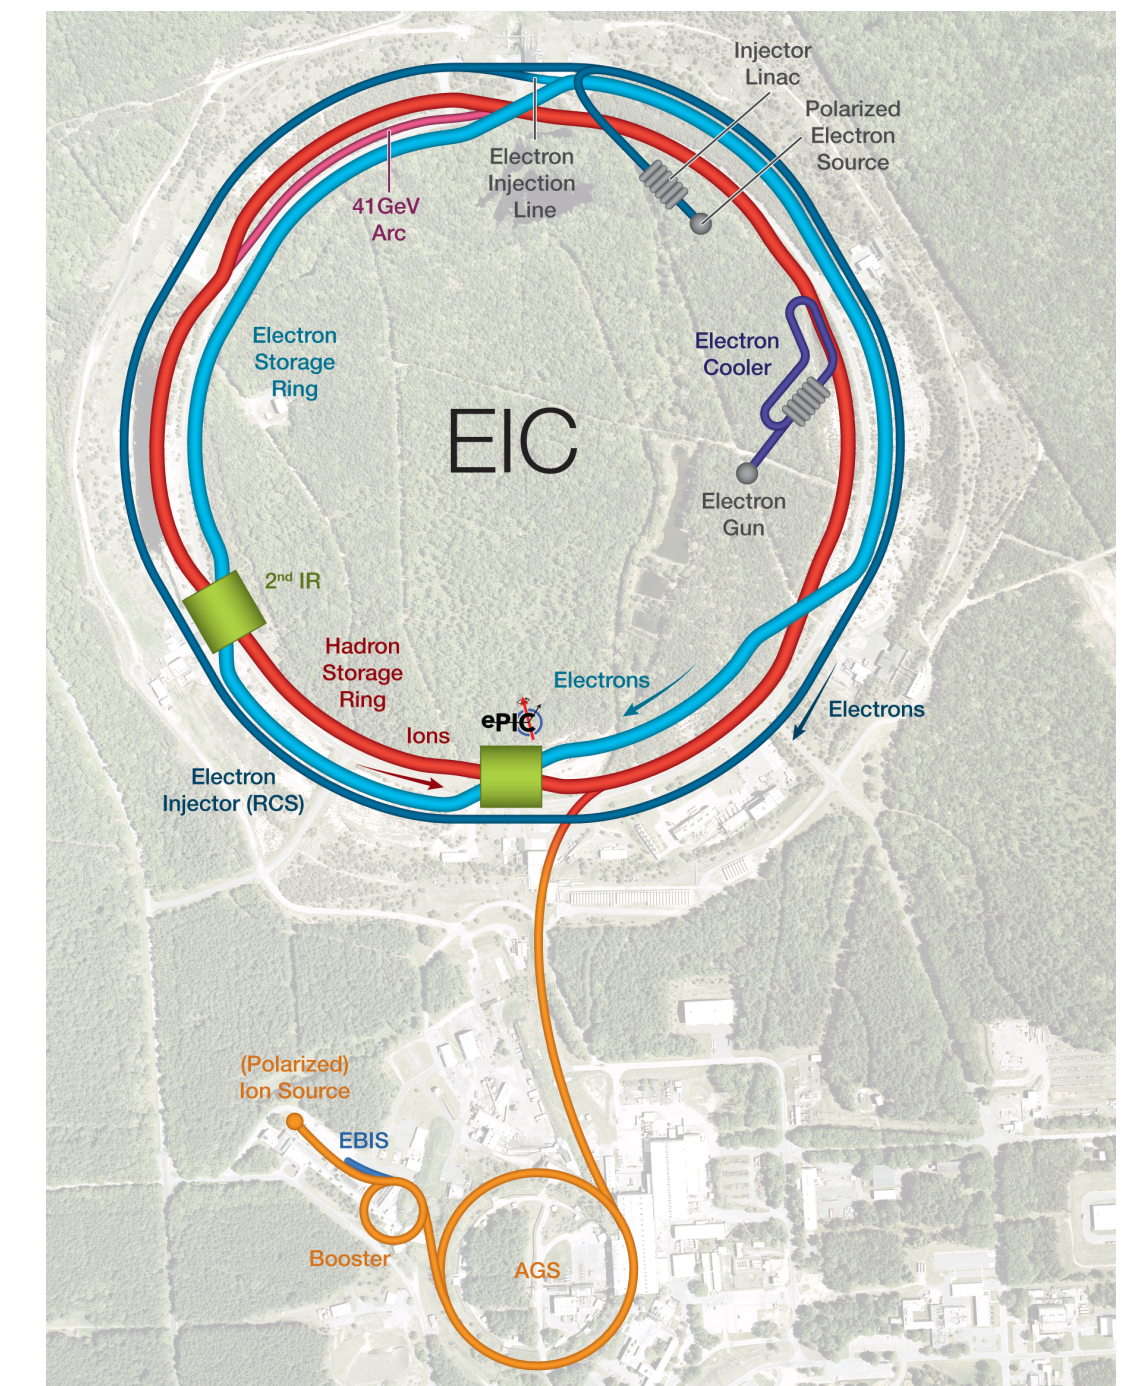 Injector
Linac
Polarized
Electron
Source
Electron
Injection
Line
41GeV
Arc
Electron
Storage
Ring
Electron
Cooler
EIC
Electron
Gun
2nd IR
Hadron
Storage
Ring
Electrons
Electrons
ePIC
Ions
Electron
Injector (RCS)
(Polarized)
Ion Source
EBIS
Booster
AGS